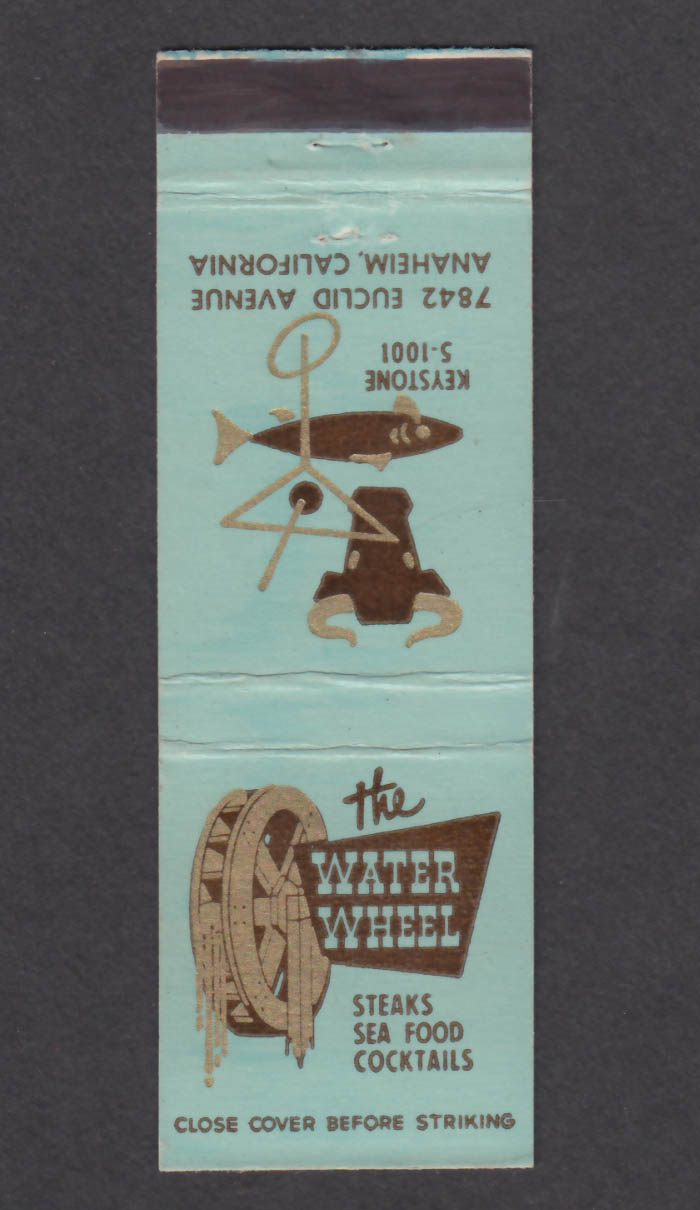 the
WATER
WHEEL
STEAKS
SEA FOOD
COCKTAILS
CLOSE COVER BEFORE STRIKING
KEYSTONE
5-1001
7842 EUCLID AVENUE
ANAHEIM, CALIFORNIA